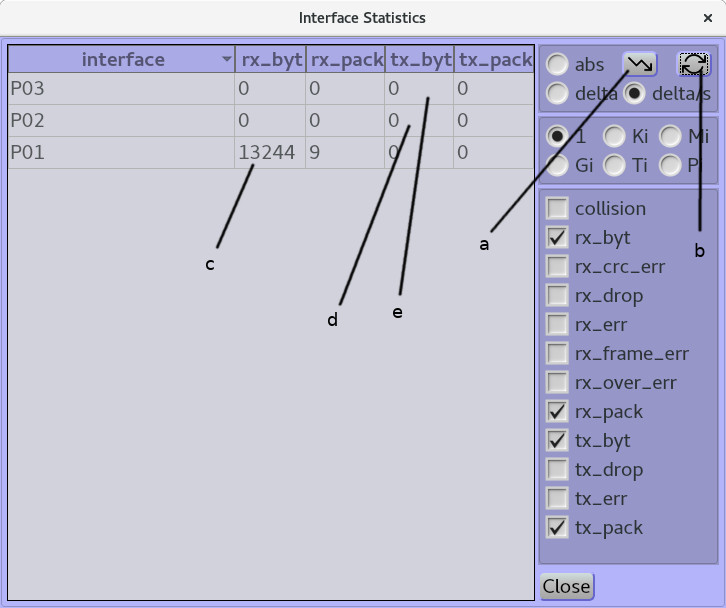 Interface Statistics
interface rx_byt rx_pack tx_byt tx_pack
P03 0 0 0 0
P02 0 0 0 0
P01 13244 9 0 0
abs
delta delta/s
1 Ki Mi
Gi Ti Pi
collision
rx_byt
rx_crc_err
rx_drop
rx_err
rx_frame_err
rx_over_err
rx_pack
tx_byt
tx_drop
tx_err
tx_pack
Close
a
b
c
d
e